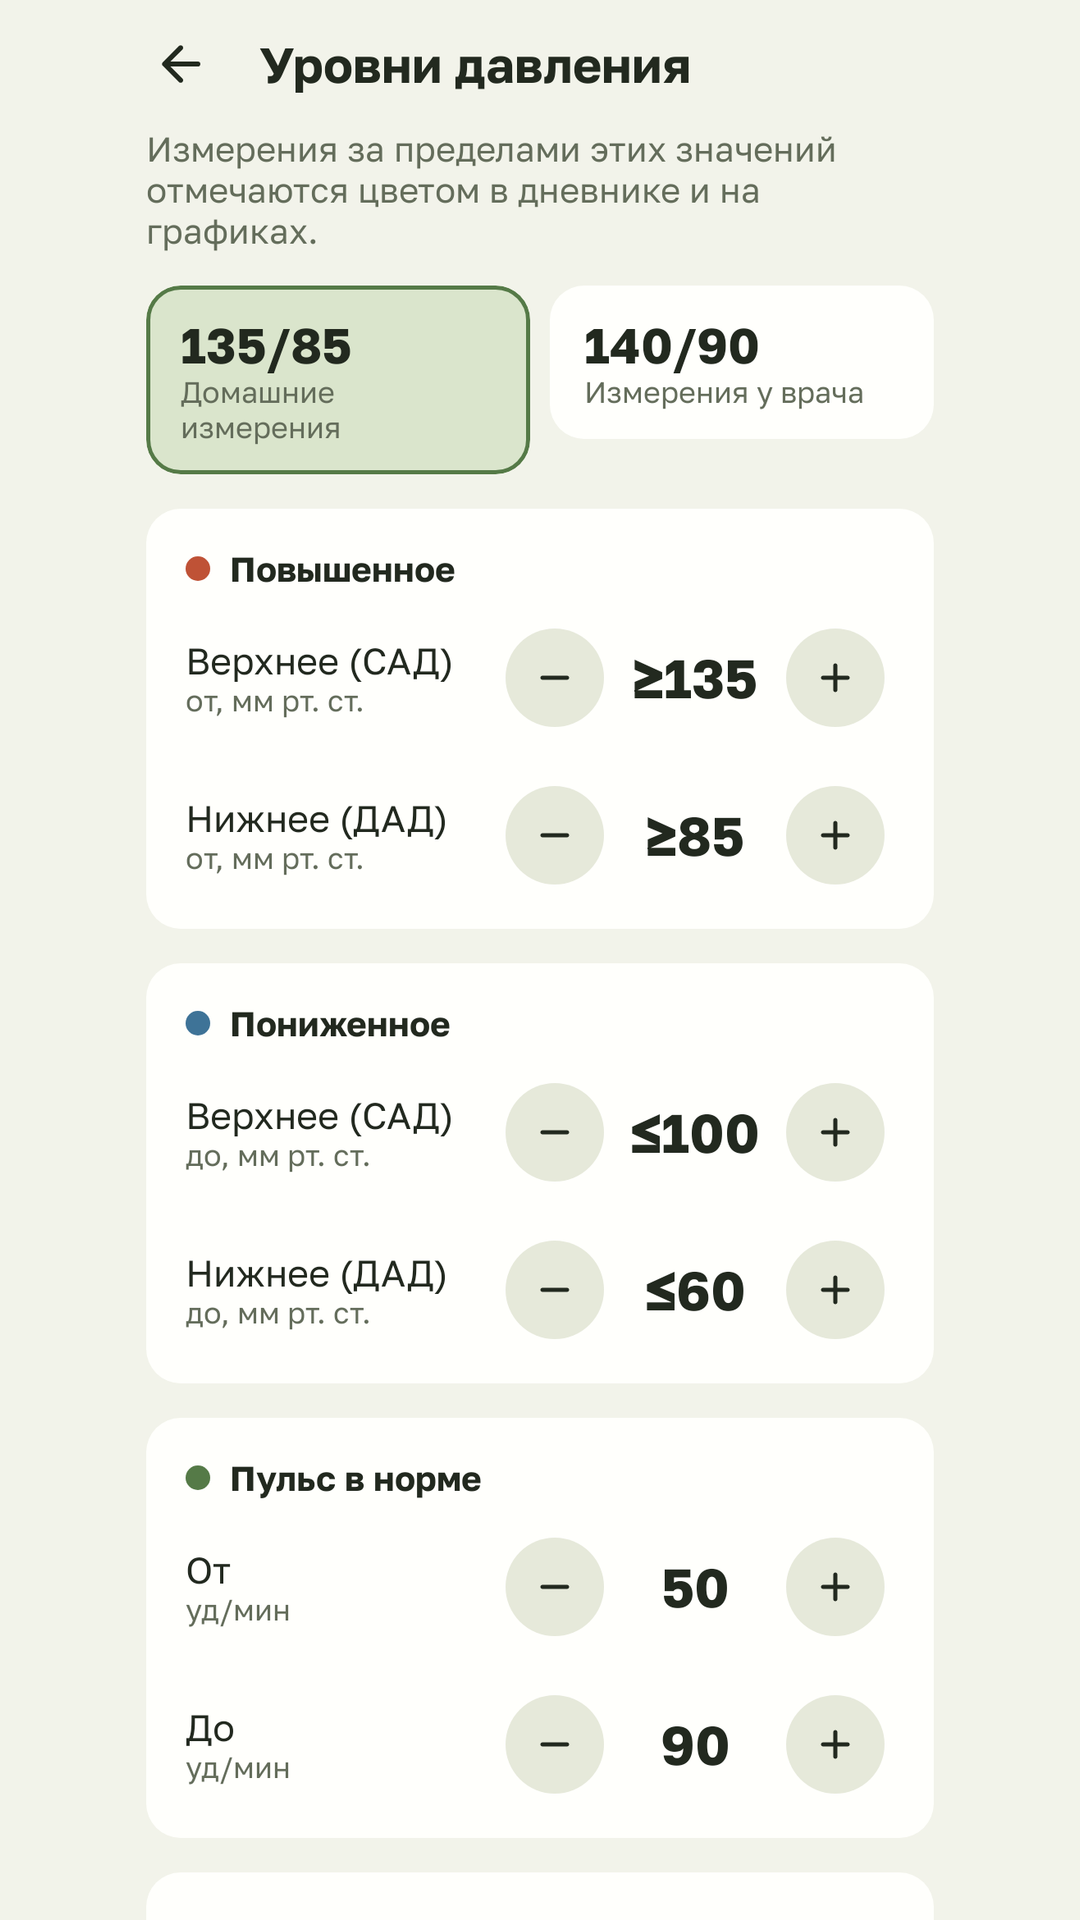 Уровни давления
Измерения за пределами этих значений
отмечаются цветом в дневнике и на
графиках.
135/85
Домашние
измерения
140/90
Измерения у врача
Повышенное
Верхнее (САД)
от, мм рт. ст.
− ≥135 +
Нижнее (ДАД)
от, мм рт. ст.
− ≥85 +
Пониженное
Верхнее (САД)
до, мм рт. ст.
− ≤100 +
Нижнее (ДАД)
до, мм рт. ст.
− ≤60 +
Пульс в норме
От
уд/мин
− 50 +
До
уд/мин
− 90 +